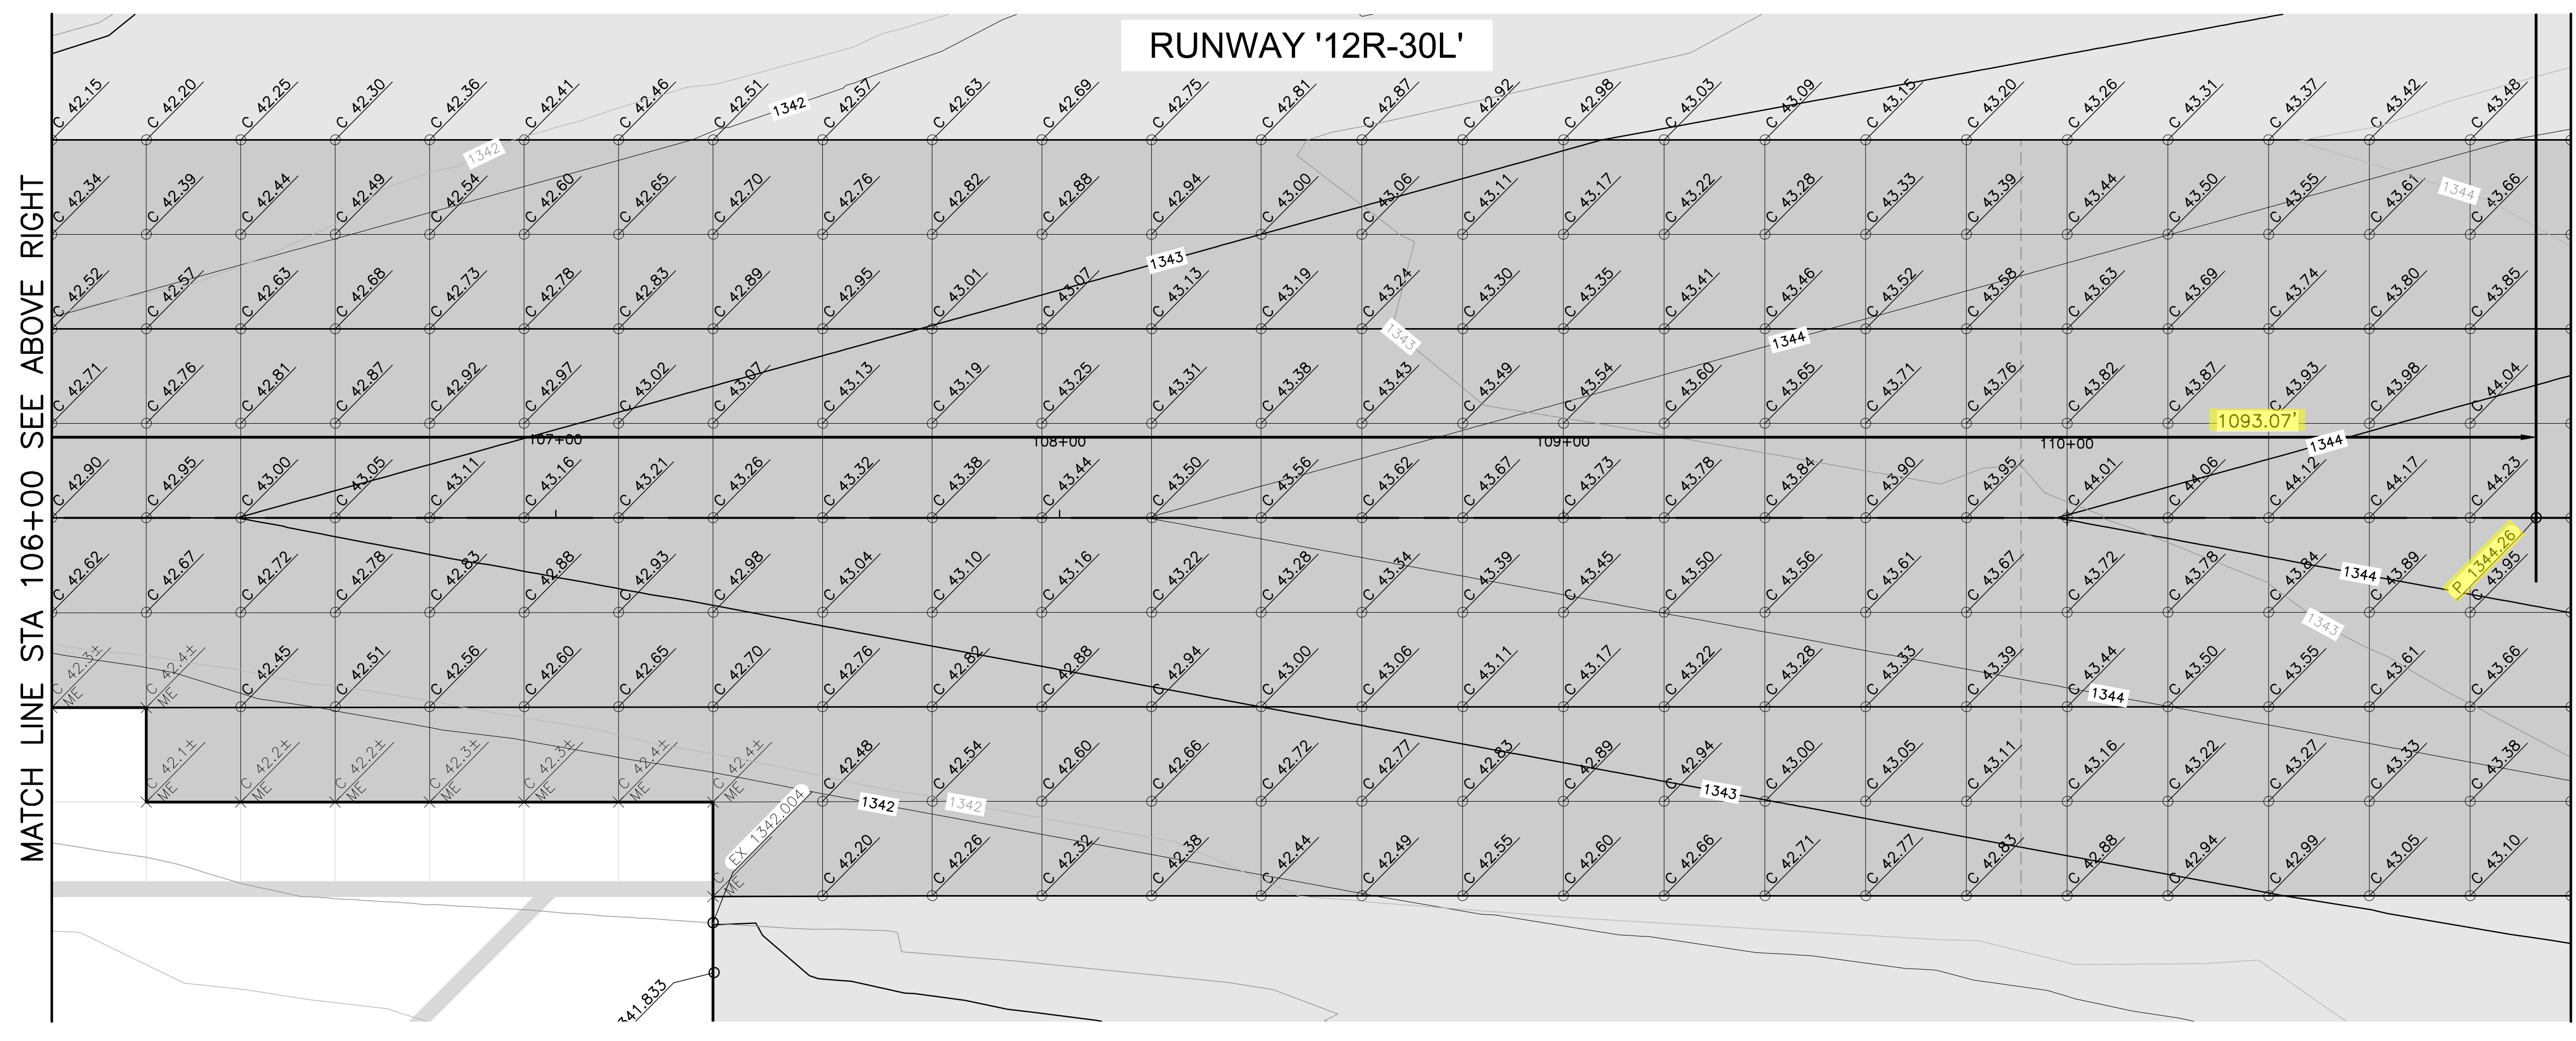 RUNWAY '12R-30L'
MATCH LINE STA 106+00 SEE ABOVE RIGHT
C 42.15 C 42.20 C 42.25 C 42.30 C 42.36 C 42.41 C 42.46 C 42.51 C 42.57 C 42.63 C 42.69 C 42.75 C 42.81 C 42.87 C 42.92 C 42.98 C 43.03 C 43.09 C 43.15 C 43.20 C 43.26 C 43.31 C 43.37 C 43.42 C 43.48
1342
1342
C 42.34 C 42.39 C 42.44 C 42.49 C 42.54 C 42.60 C 42.65 C 42.70 C 42.76 C 42.82 C 42.88 C 42.94 C 43.00 C 43.06 C 43.11 C 43.17 C 43.22 C 43.28 C 43.33 C 43.39 C 43.44 C 43.50 C 43.55 C 43.61 C 43.66
1344
1343
C 42.52 C 42.57 C 42.63 C 42.68 C 42.73 C 42.78 C 42.83 C 42.89 C 42.95 C 43.01 C 43.07 C 43.13 C 43.19 C 43.24 C 43.30 C 43.35 C 43.41 C 43.46 C 43.52 C 43.58 C 43.63 C 43.69 C 43.74 C 43.80 C 43.85
1343
1344
C 42.71 C 42.76 C 42.81 C 42.87 C 42.92 C 42.97 C 43.02 C 43.07 C 43.13 C 43.19 C 43.25 C 43.31 C 43.38 C 43.43 C 43.49 C 43.54 C 43.60 C 43.65 C 43.71 C 43.76 C 43.82 C 43.87 C 43.93 C 43.98 C 44.04
1093.07'
107+00 108+00 109+00 110+00
1344
C 42.90 C 42.95 C 43.00 C 43.05 C 43.11 C 43.16 C 43.21 C 43.26 C 43.32 C 43.38 C 43.44 C 43.50 C 43.56 C 43.62 C 43.67 C 43.73 C 43.78 C 43.84 C 43.90 C 43.95 C 44.01 C 44.06 C 44.12 C 44.17 C 44.23
P 1344.26
C 42.62 C 42.67 C 42.72 C 42.78 C 42.83 C 42.88 C 42.93 C 42.98 C 43.04 C 43.10 C 43.16 C 43.22 C 43.28 C 43.34 C 43.39 C 43.45 C 43.50 C 43.56 C 43.61 C 43.67 C 43.72 C 43.78 C 43.84 C 43.89 C 43.95
1344
1343
C 42.3± ME C 42.4± ME C 42.45 C 42.51 C 42.56 C 42.60 C 42.65 C 42.70 C 42.76 C 42.82 C 42.88 C 42.94 C 43.00 C 43.06 C 43.11 C 43.17 C 43.22 C 43.28 C 43.33 C 43.39 C 43.44 C 43.50 C 43.55 C 43.61 C 43.66
1344
C 42.1± ME C 42.2± ME C 42.2± ME C 42.3± ME C 42.3± ME C 42.4± ME C 42.4± ME C 42.48 C 42.54 C 42.60 C 42.66 C 42.72 C 42.77 C 42.83 C 42.89 C 42.94 C 43.00 C 43.05 C 43.11 C 43.16 C 43.22 C 43.27 C 43.33 C 43.38
1342
1342
1343
EX 1342.004
C ME
C 42.20 C 42.26 C 42.32 C 42.38 C 42.44 C 42.49 C 42.55 C 42.60 C 42.66 C 42.71 C 42.77 C 42.83 C 42.88 C 42.94 C 42.99 C 43.05 C 43.10
341.833